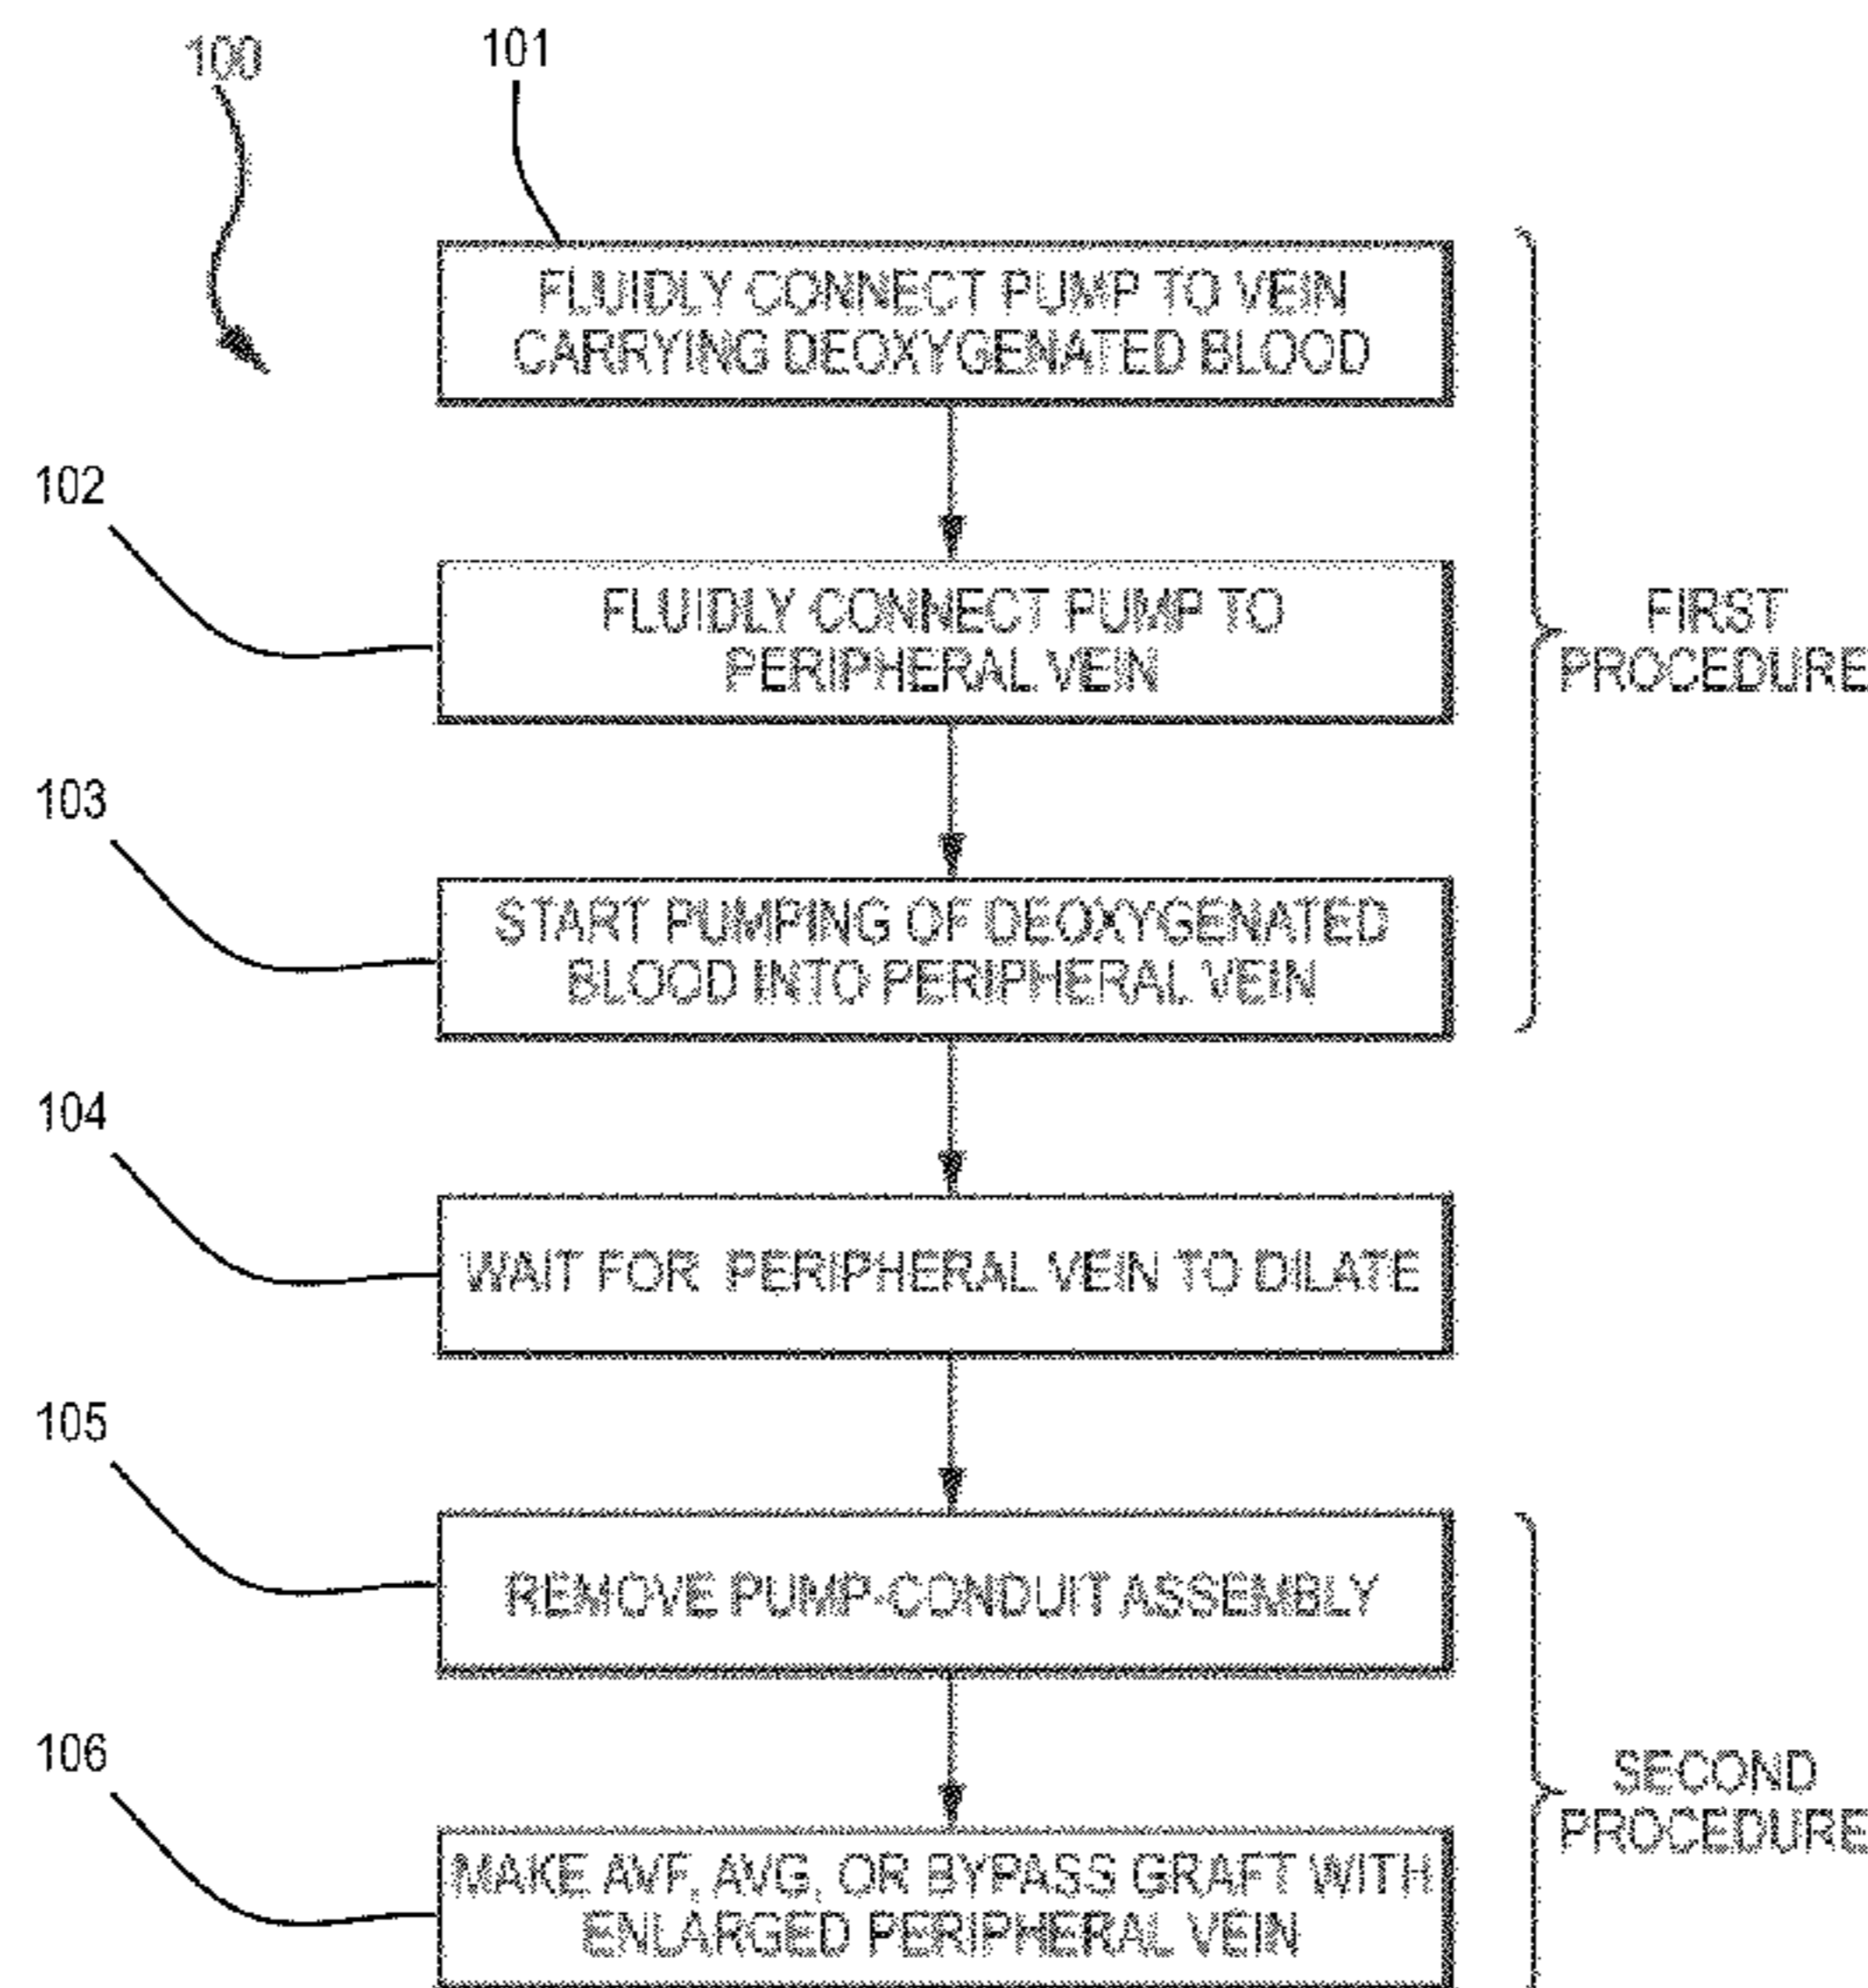 100
101
FLUIDLY CONNECT PUMP TO VEIN
CARRYING DEOXYGENATED BLOOD
102
FLUIDLY CONNECT PUMP TO
PERIPHERAL VEIN
FIRST
PROCEDURE
103
START PUMPING OF DEOXYGENATED
BLOOD INTO PERIPHERAL VEIN
104
WAIT FOR PERIPHERAL VEIN TO DILATE
105
REMOVE PUMP-CONDUIT ASSEMBLY
106
MAKE AVF, AVG, OR BYPASS GRAFT WITH
ENLARGED PERIPHERAL VEIN
SECOND
PROCEDURE